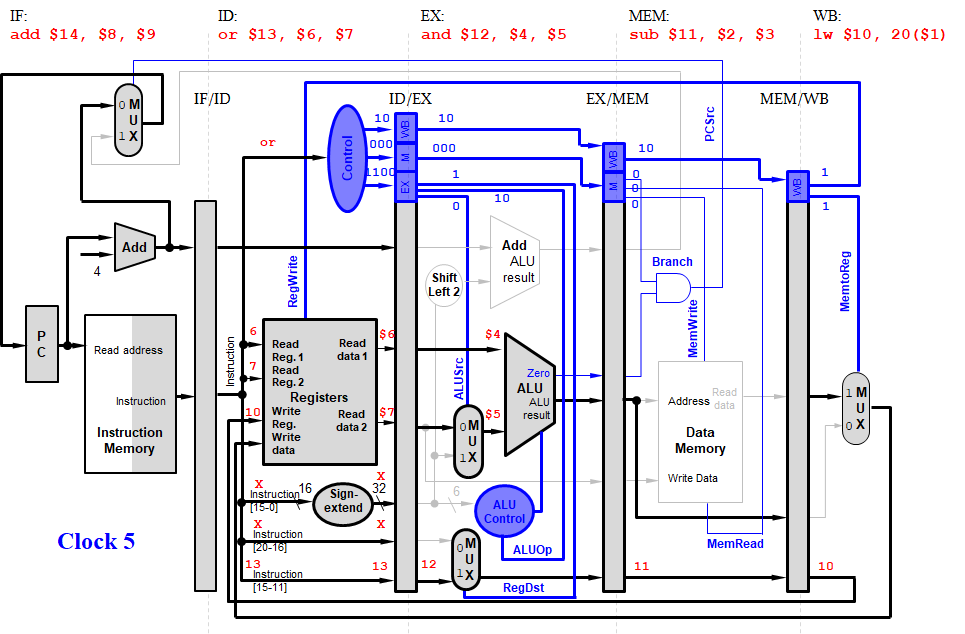 IF:
ID:
EX:
MEM:
WB:
add $14, $8, $9
or $13, $6, $7
and $12, $4, $5
sub $11, $2, $3
lw $10, 20($1)
IF/ID
ID/EX
EX/MEM
MEM/WB
PCSrc
0 M
U
1 X
or
Control
10
000
1100
WB
M
EX
10
000
1
10
0
WB
M
10
0
0
0
WB
1
1
Add
4
RegWrite
Add
ALU
result
Shift
Left 2
Branch
MemWrite
MemtoReg
P
C
Read address
Instruction
Instruction
Memory
Instruction
6
7
10
Read
Reg. 1
Read
Reg. 2
Registers
Write
Reg.
Write
data
Read
data 1
Read
data 2
$6
$7
$4
$5
ALUSrc
0 M
U
1 X
Zero
ALU
ALU
result
Address
Read
data
Data
Memory
Write Data
1 M
U
0 X
X
Instruction
[15-0]
16
Sign-
extend
X
32
6
ALU
Control
X
Instruction
[20-16]
X
ALUOp
MemRead
Clock 5
13
Instruction
[15-11]
13
12
0 M
U
1 X
RegDst
11
10